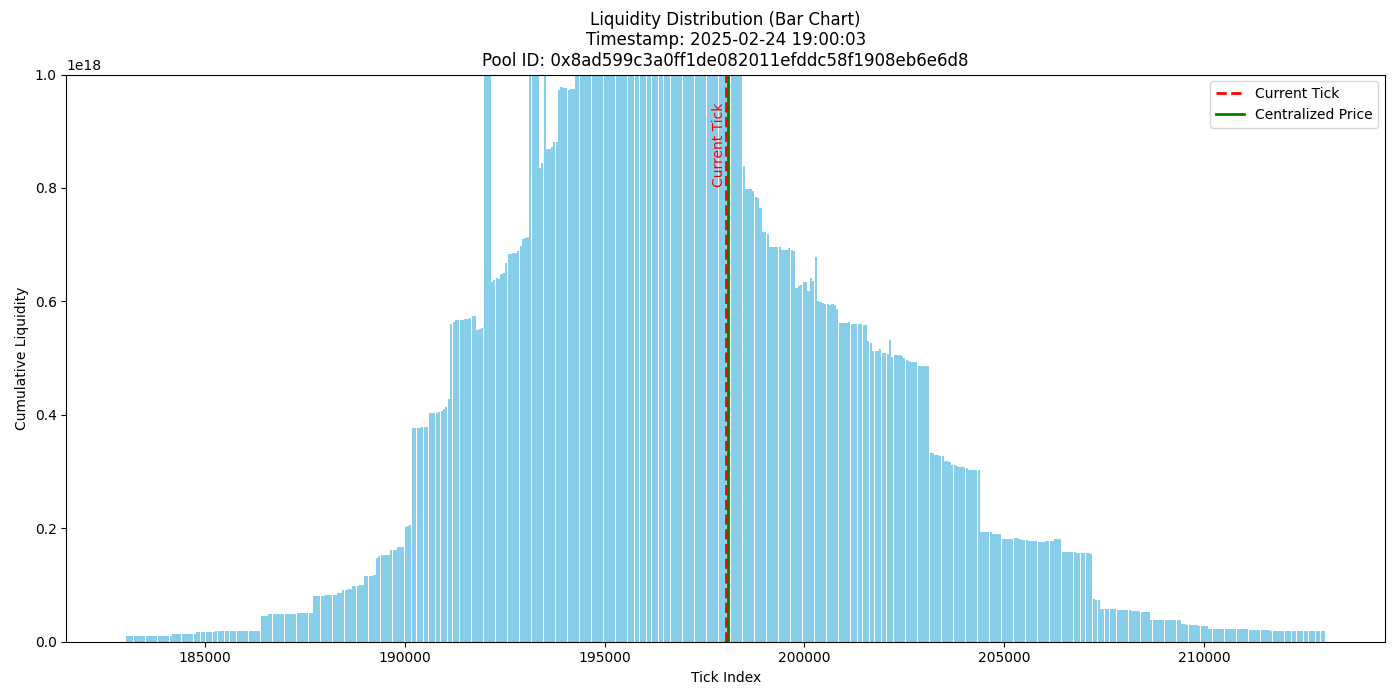 Liquidity Distribution (Bar Chart)
Timestamp: 2025-02-24 19:00:03
Pool ID: 0x8ad599c3a0ff1de082011efddc58f1908eb6e6d8
1e18
1.0
0.8
0.6
0.4
0.2
0.0
Cumulative Liquidity
Current Tick
Current Tick
Centralized Price
185000 190000 195000 200000 205000 210000
Tick Index